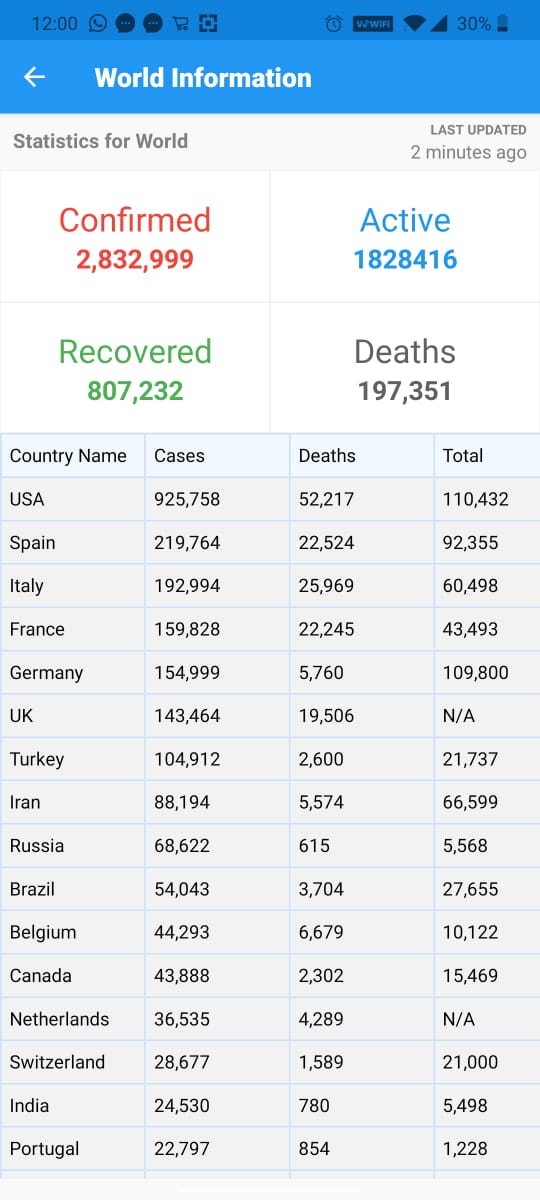 12:00 VoWiFi 30%
World Information
Statistics for World
LAST UPDATED
2 minutes ago
Confirmed
2,832,999
Active
1828416
Recovered
807,232
Deaths
197,351
Country Name Cases Deaths Total
USA 925,758 52,217 110,432
Spain 219,764 22,524 92,355
Italy 192,994 25,969 60,498
France 159,828 22,245 43,493
Germany 154,999 5,760 109,800
UK 143,464 19,506 N/A
Turkey 104,912 2,600 21,737
Iran 88,194 5,574 66,599
Russia 68,622 615 5,568
Brazil 54,043 3,704 27,655
Belgium 44,293 6,679 10,122
Canada 43,888 2,302 15,469
Netherlands 36,535 4,289 N/A
Switzerland 28,677 1,589 21,000
India 24,530 780 5,498
Portugal 22,797 854 1,228